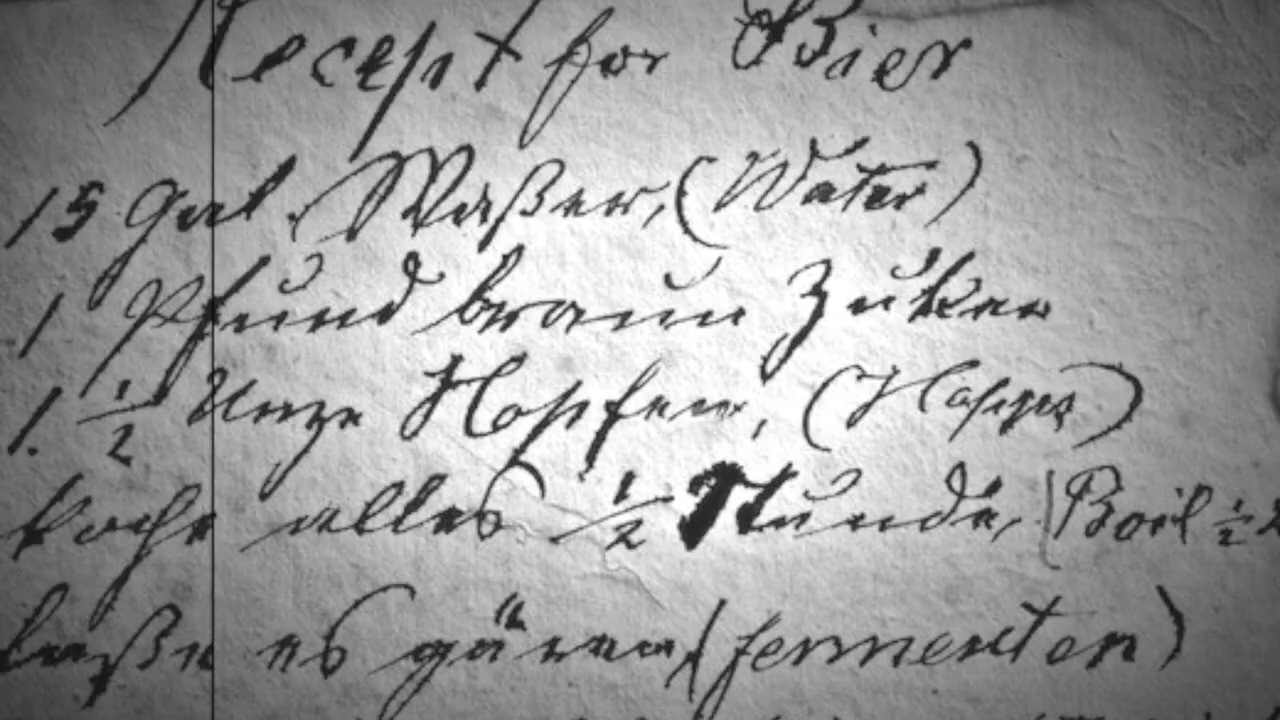 Recept for Bier
15 Gal. Waßer, (Water)
1 Pfund braun Zuker
1. 1/2 Unze Hopfen, (Hopps)
koche alles 1/2 Stunde, (Boil 1/2
laße es gären (fermenten)